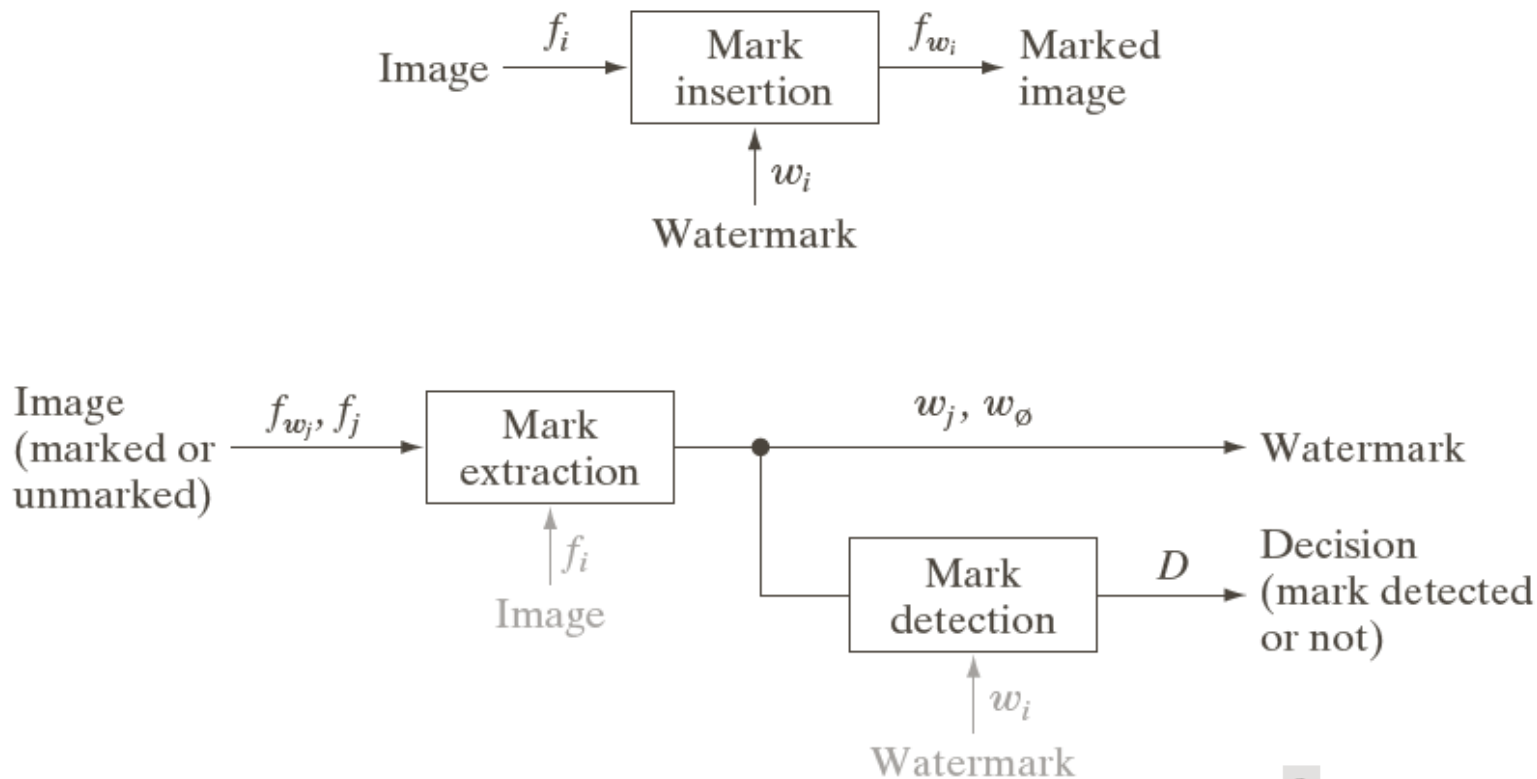 Image
f_i
Mark
insertion
f_{w_i}
Marked
image
w_i
Watermark
Image
(marked or
unmarked)
f_{w_j}, f_j
Mark
extraction
w_j, w_ø
Watermark
f_i
Image
Mark
detection
D
Decision
(mark detected
or not)
w_i
Watermark